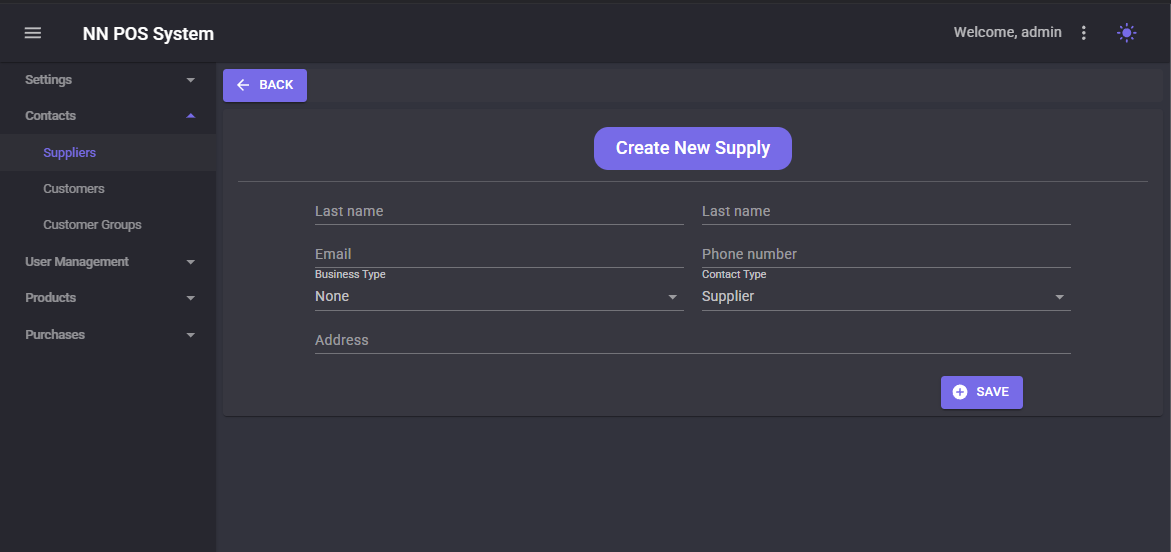 NN POS System
Welcome, admin
Settings
Contacts
Suppliers
Customers
Customer Groups
User Management
Products
Purchases
BACK
Create New Supply
Last name
Last name
Email
Phone number
Business Type
Contact Type
None
Supplier
Address
SAVE